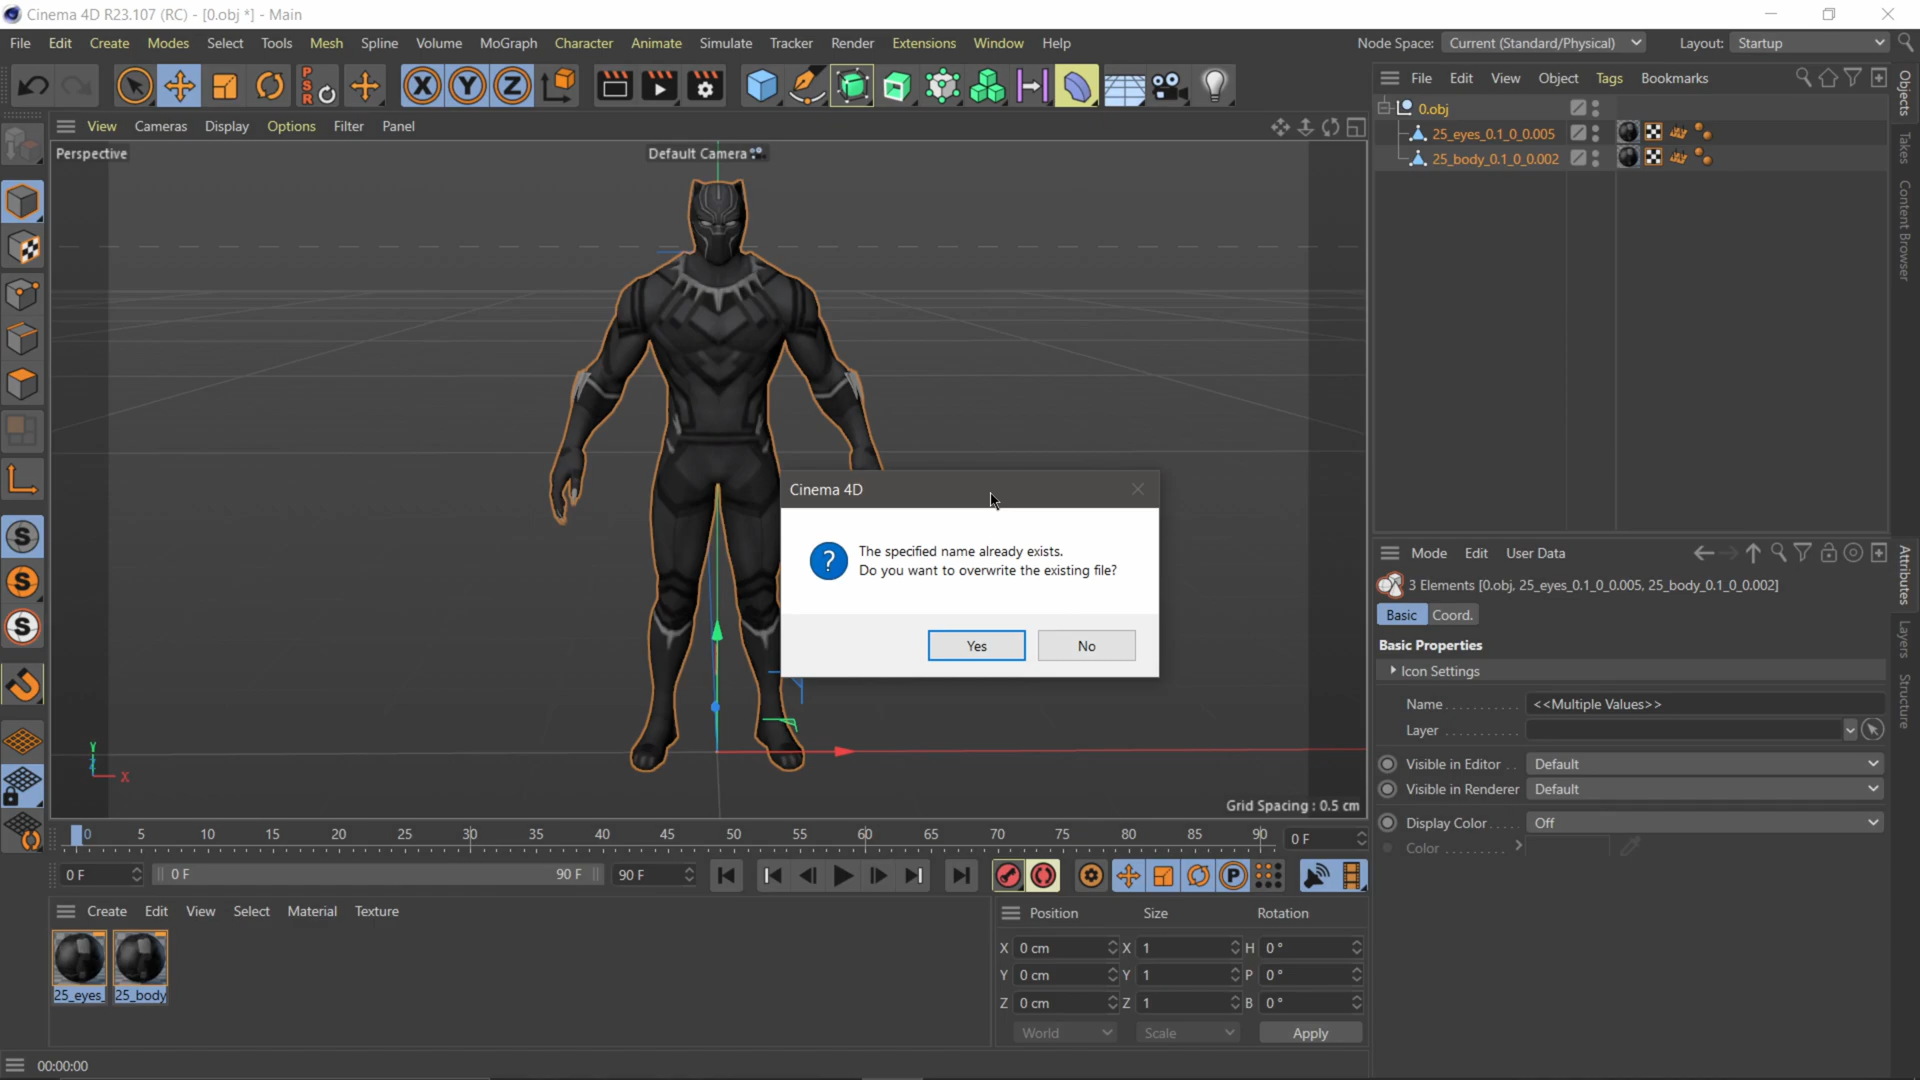 Cinema 4D R23.107 (RC) - [0.obj *] - Main
File Edit Create Modes Select Tools Mesh Spline Volume MoGraph Character Animate Simulate Tracker Render Extensions Window Help
Node Space: Current (Standard/Physical) Layout: Startup
P
S
R
X Y Z
File Edit View Object Tags Bookmarks
View Cameras Display Options Filter Panel
Perspective
Default Camera
0.obj
25_eyes_0.1_0_0.005
25_body_0.1_0_0.002
Objects
Takes
Content Browser
Cinema 4D
The specified name already exists.
Do you want to overwrite the existing file?
Yes No
Y
Z
X
Grid Spacing : 0.5 cm
S
S
S
Mode Edit User Data
3 Elements [0.obj, 25_eyes_0.1_0_0.005, 25_body_0.1_0_0.002]
Basic Coord.
Basic Properties
Icon Settings
Name <<Multiple Values>>
Layer
Visible in Editor Default
Visible in Renderer Default
Display Color Off
Color
Attributes
Layers
Structure
0 5 10 15 20 25 30 35 40 45 50 55 60 65 70 75 80 85 90 0 F
0 F 0 F 90 F 90 F
P
Create Edit View Select Material Texture
25_eyes_ 25_body
Position Size Rotation
X 0 cm X 1 H 0 °
Y 0 cm Y 1 P 0 °
Z 0 cm Z 1 B 0 °
World Scale Apply
00:00:00